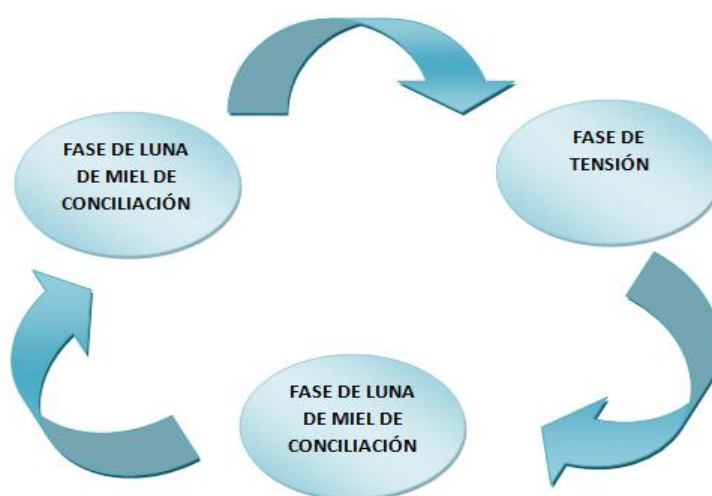 FASE DE LUNA
DE MIEL DE
CONCILIACIÓN
FASE DE
TENSIÓN
FASE DE LUNA
DE MIEL DE
CONCILIACIÓN